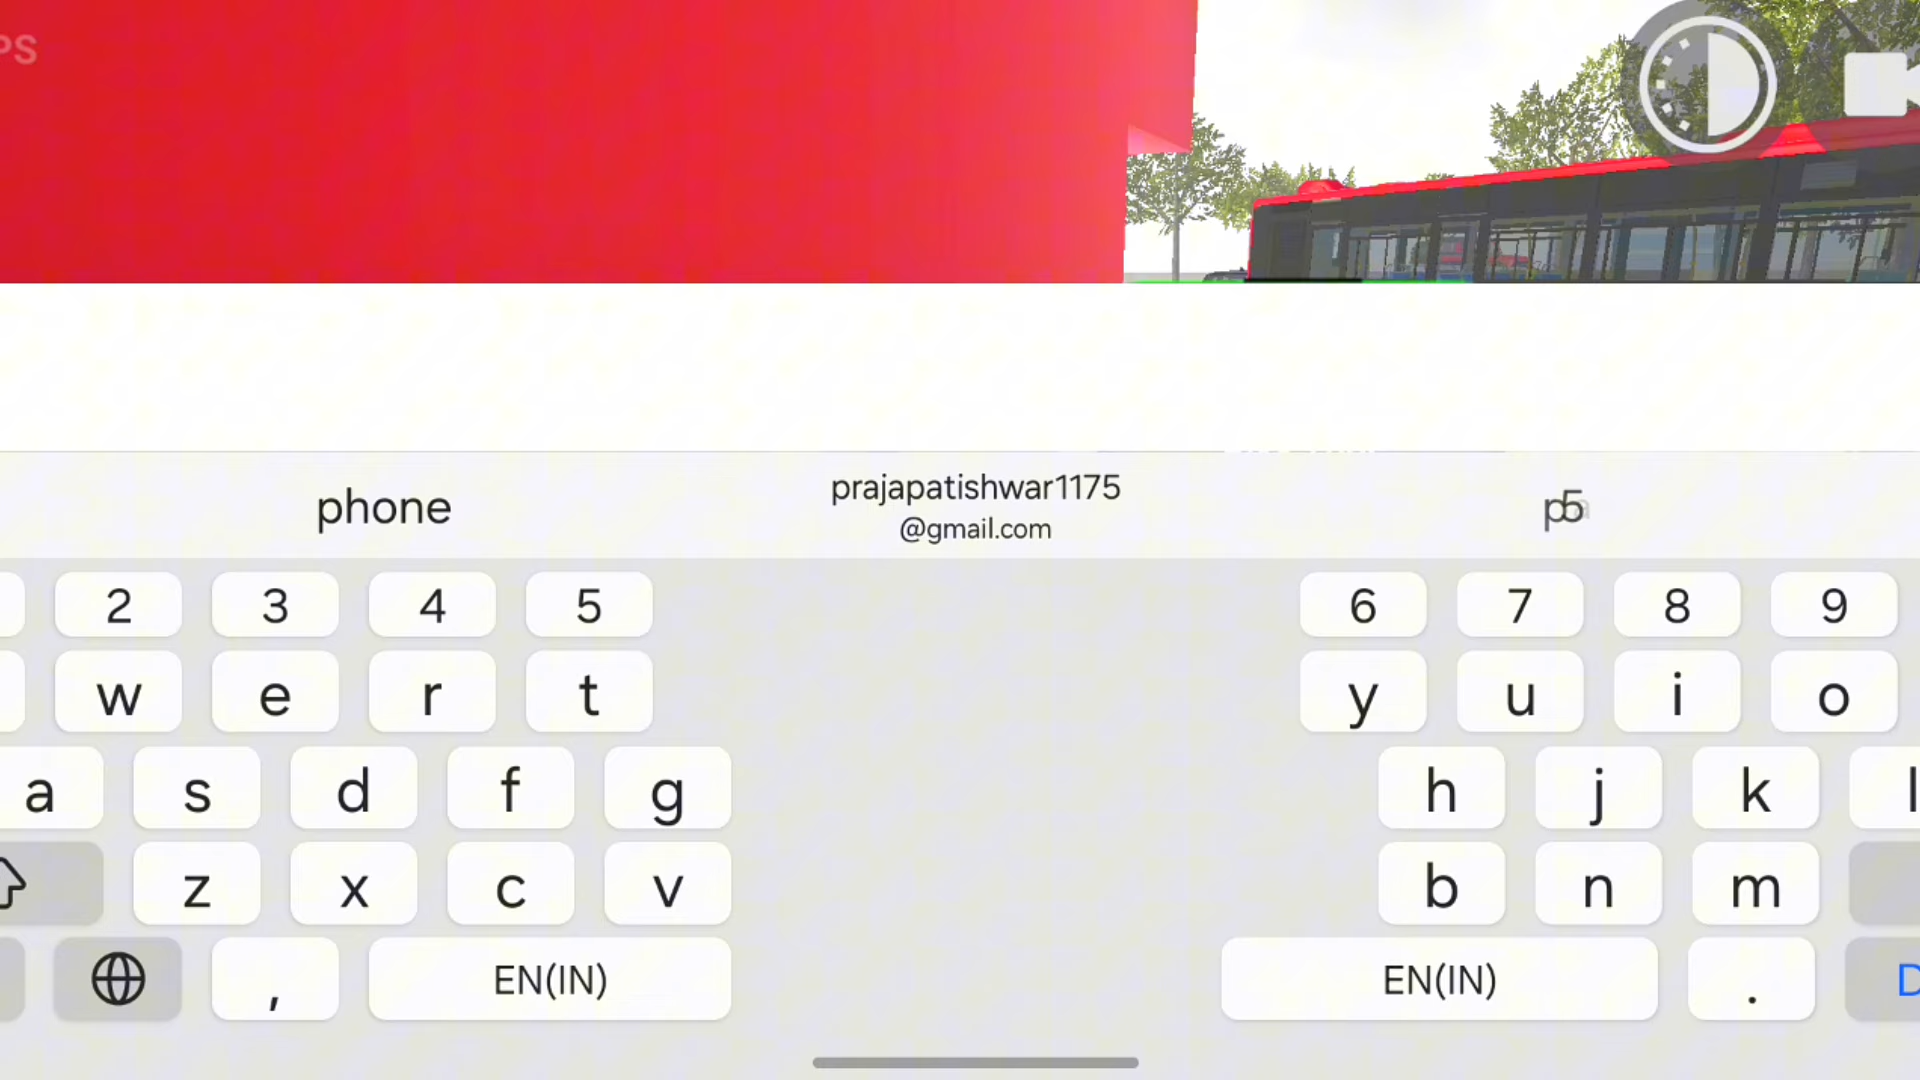 PS
phone
prajapatishwar1175
@gmail.com
2 3 4 5 6 7 8 9
w e r t y u i o
a s d f g h j k l
z x c v b n m
, EN(IN) EN(IN) . D